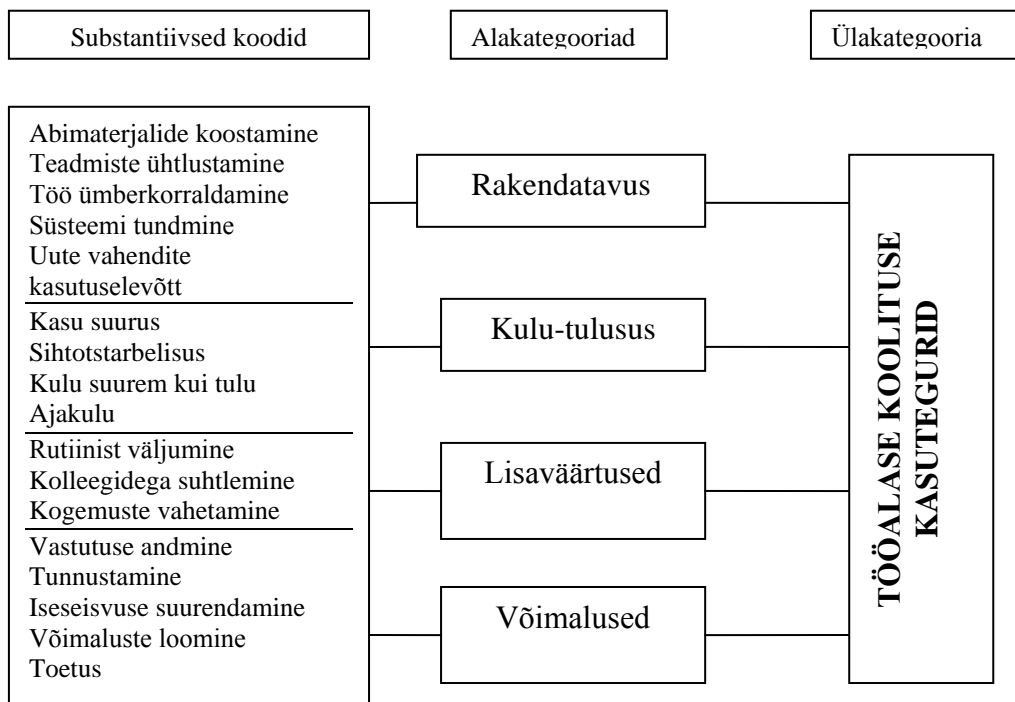 Substantiivsed koodid
Alakategooriad
Ülakategooria
Abimaterjalide koostamine
Teadmiste ühtlustamine
Töö ümberkorraldamine
Süsteemi tundmine
Uute vahendite
kasutuselevõtt
Kasu suurus
Sihtotstarbelisus
Kulu suurem kui tulu
Ajakulu
Rutiinist väljumine
Kolleegidega suhtlemine
Kogemuste vahetamine
Vastutuse andmine
Tunnustamine
Iseseisvuse suurendamine
Võimaluste loomine
Toetus
Rakendatavus
Kulu-tulusus
Lisaväärtused
Võimalused
TÖÖALASE KOOLITUSE
KASUTEGURID